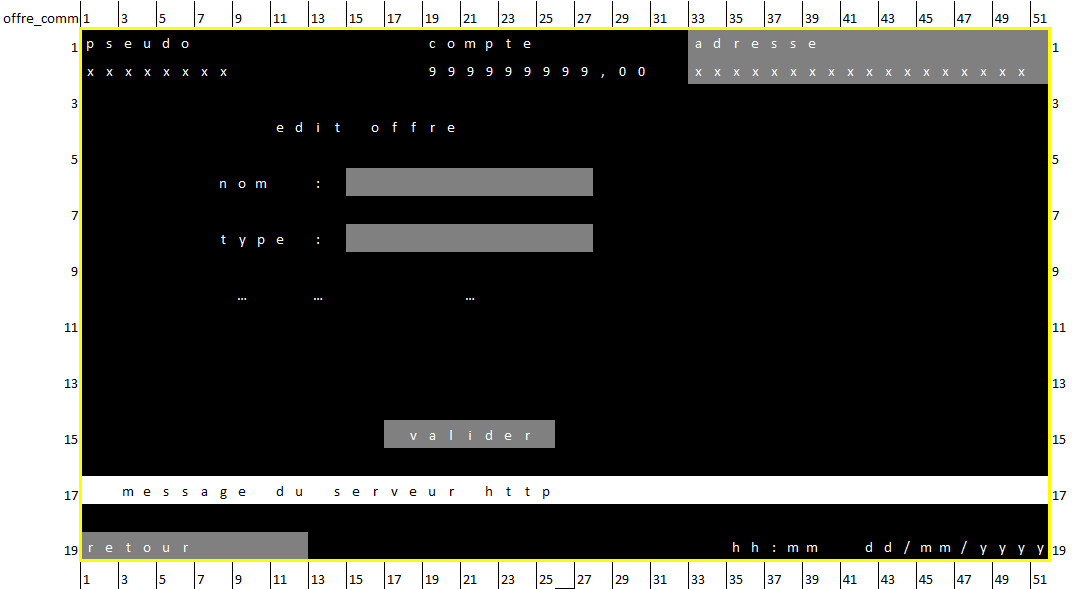 offre_comm 1 3 5 7 9 11 13 15 17 19 21 23 25 27 29 31 33 35 37 39 41 43 45 47 49 51
1 pseudo compte adresse 1
xxxxxxxx 999999999,00 xxxxxxxxxxxxxxxxxx
3 3
edit offre
5 5
nom :
7 7
type :
9 9
… … …
11 11
13 13
15 valider 15
17 message du serveur http 17
19 retour hh:mm dd/mm/yyyy 19
1 3 5 7 9 11 13 15 17 19 21 23 25 27 29 31 33 35 37 39 41 43 45 47 49 51